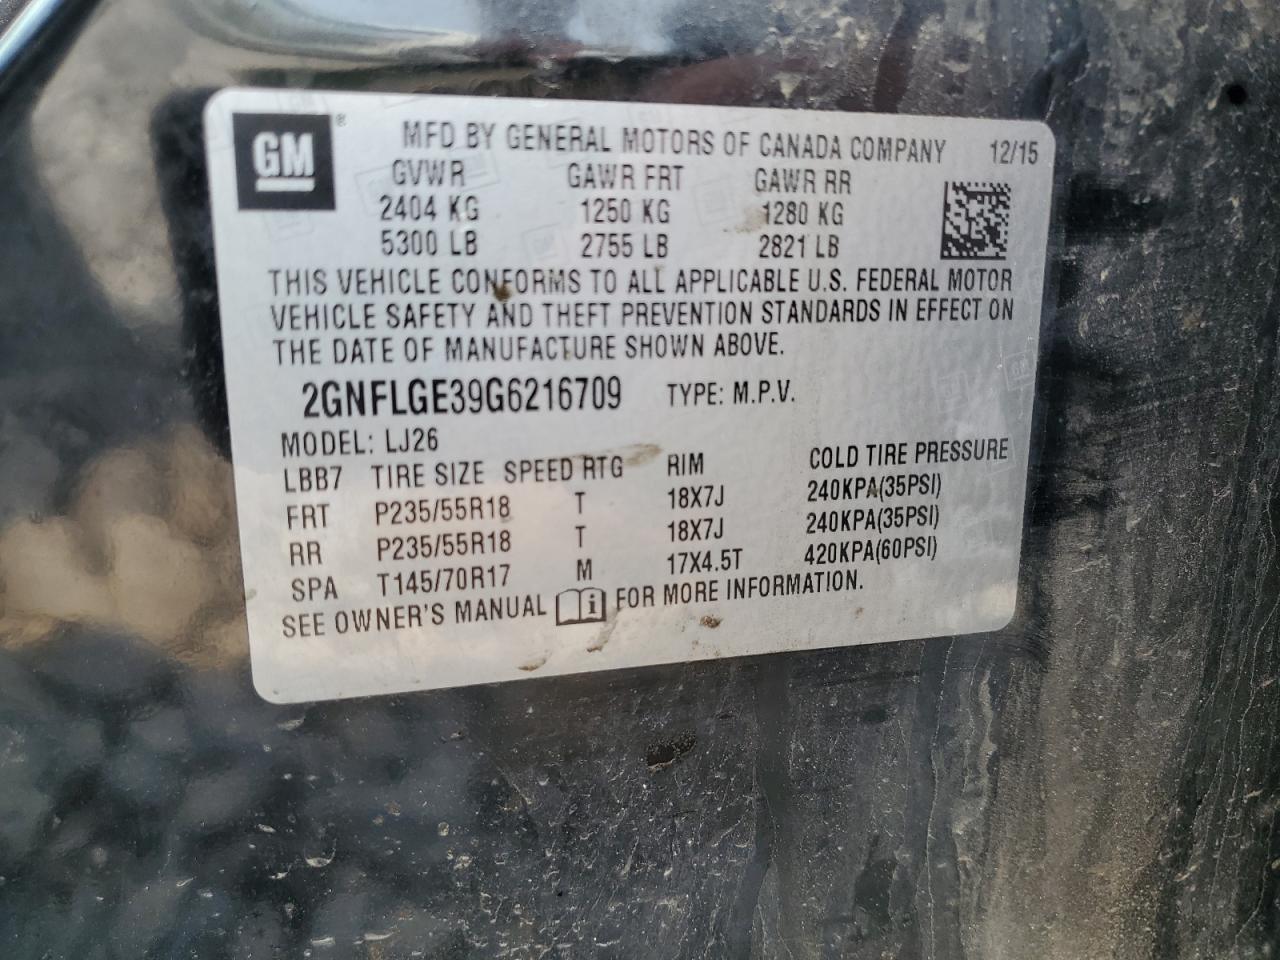 GM ® MFD BY GENERAL MOTORS OF CANADA COMPANY 12/15
GVWR GAWR FRT GAWR RR
2404 KG 1250 KG 1280 KG
5300 LB 2755 LB 2821 LB
THIS VEHICLE CONFORMS TO ALL APPLICABLE U.S. FEDERAL MOTOR
VEHICLE SAFETY AND THEFT PREVENTION STANDARDS IN EFFECT ON
THE DATE OF MANUFACTURE SHOWN ABOVE.
2GNFLGE39G6216709 TYPE: M.P.V.
MODEL: LJ26
LBB7 TIRE SIZE SPEED RTG RIM COLD TIRE PRESSURE
FRT P235/55R18 T 18X7J 240KPA(35PSI)
RR P235/55R18 T 18X7J 240KPA(35PSI)
SPA T145/70R17 M 17X4.5T 420KPA(60PSI)
SEE OWNER'S MANUAL i FOR MORE INFORMATION.